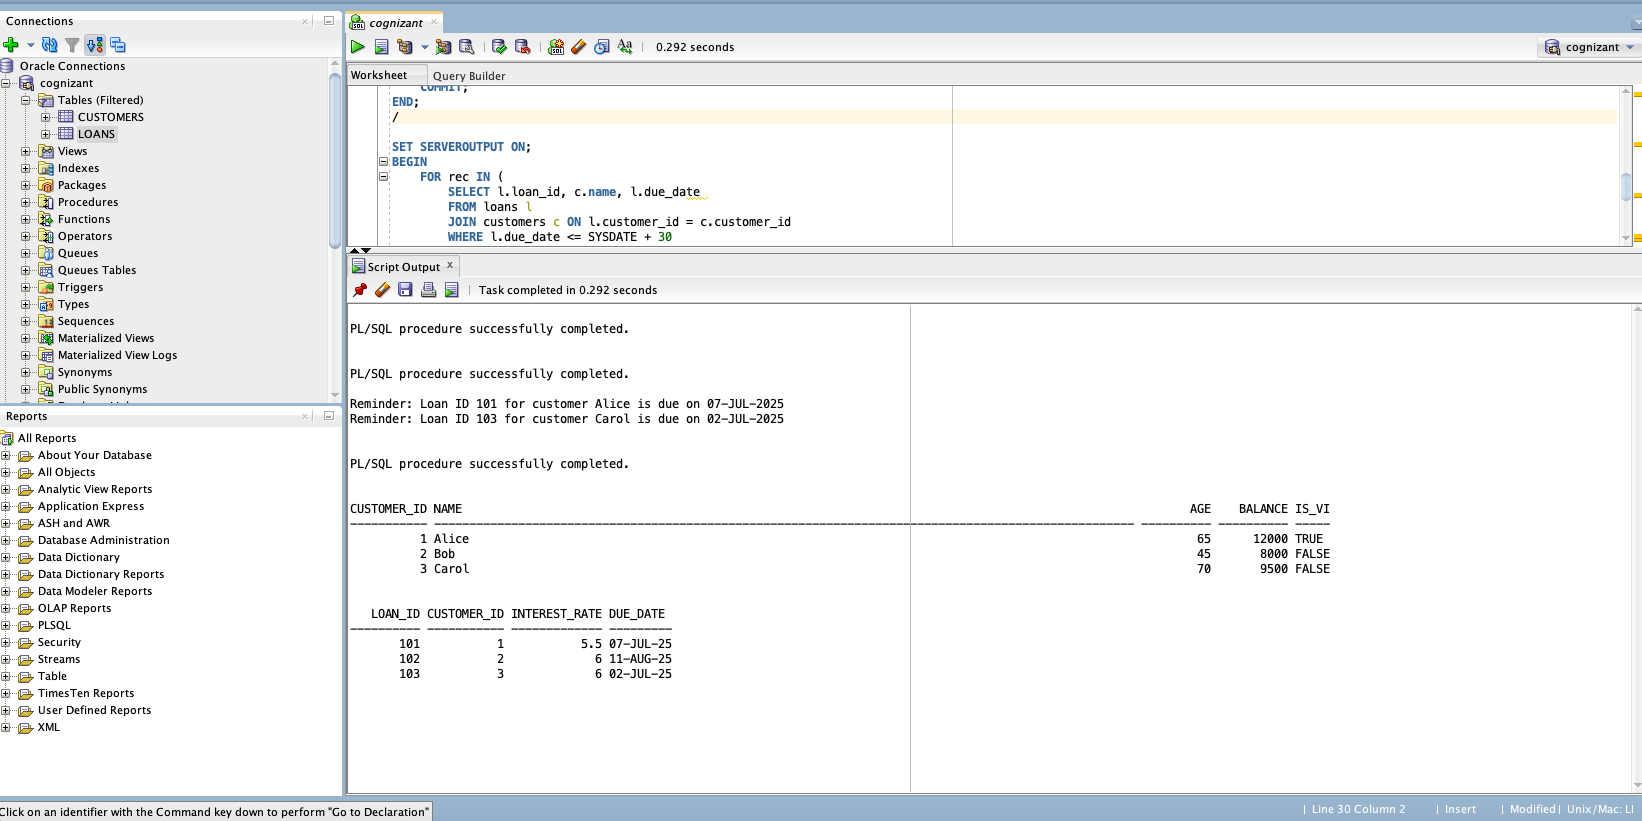 Connections
Oracle Connections
cognizant
Tables (Filtered)
CUSTOMERS
LOANS
Views
Indexes
Packages
Procedures
Functions
Operators
Queues
Queues Tables
Triggers
Types
Sequences
Materialized Views
Materialized View Logs
Synonyms
Public Synonyms
Reports
All Reports
About Your Database
All Objects
Analytic View Reports
Application Express
ASH and AWR
Database Administration
Data Dictionary
Data Dictionary Reports
Data Modeler Reports
OLAP Reports
PLSQL
Security
Streams
Table
TimesTen Reports
User Defined Reports
XML
cognizant
0.292 seconds
cognizant
Worksheet Query Builder
COMMIT;
END;
/
SET SERVEROUTPUT ON;
BEGIN
FOR rec IN (
SELECT l.loan_id, c.name, l.due_date
FROM loans l
JOIN customers c ON l.customer_id = c.customer_id
WHERE l.due_date <= SYSDATE + 30
Script Output
Task completed in 0.292 seconds
PL/SQL procedure successfully completed.
PL/SQL procedure successfully completed.
Reminder: Loan ID 101 for customer Alice is due on 07-JUL-2025
Reminder: Loan ID 103 for customer Carol is due on 02-JUL-2025
PL/SQL procedure successfully completed.
CUSTOMER_ID NAME AGE BALANCE IS_VI
1 Alice 65 12000 TRUE
2 Bob 45 8000 FALSE
3 Carol 70 9500 FALSE
LOAN_ID CUSTOMER_ID INTEREST_RATE DUE_DATE
101 1 5.5 07-JUL-25
102 2 6 11-AUG-25
103 3 6 02-JUL-25
Click on an identifier with the Command key down to perform "Go to Declaration"
Line 30 Column 2 | Insert | Modified | Unix/Mac: LI